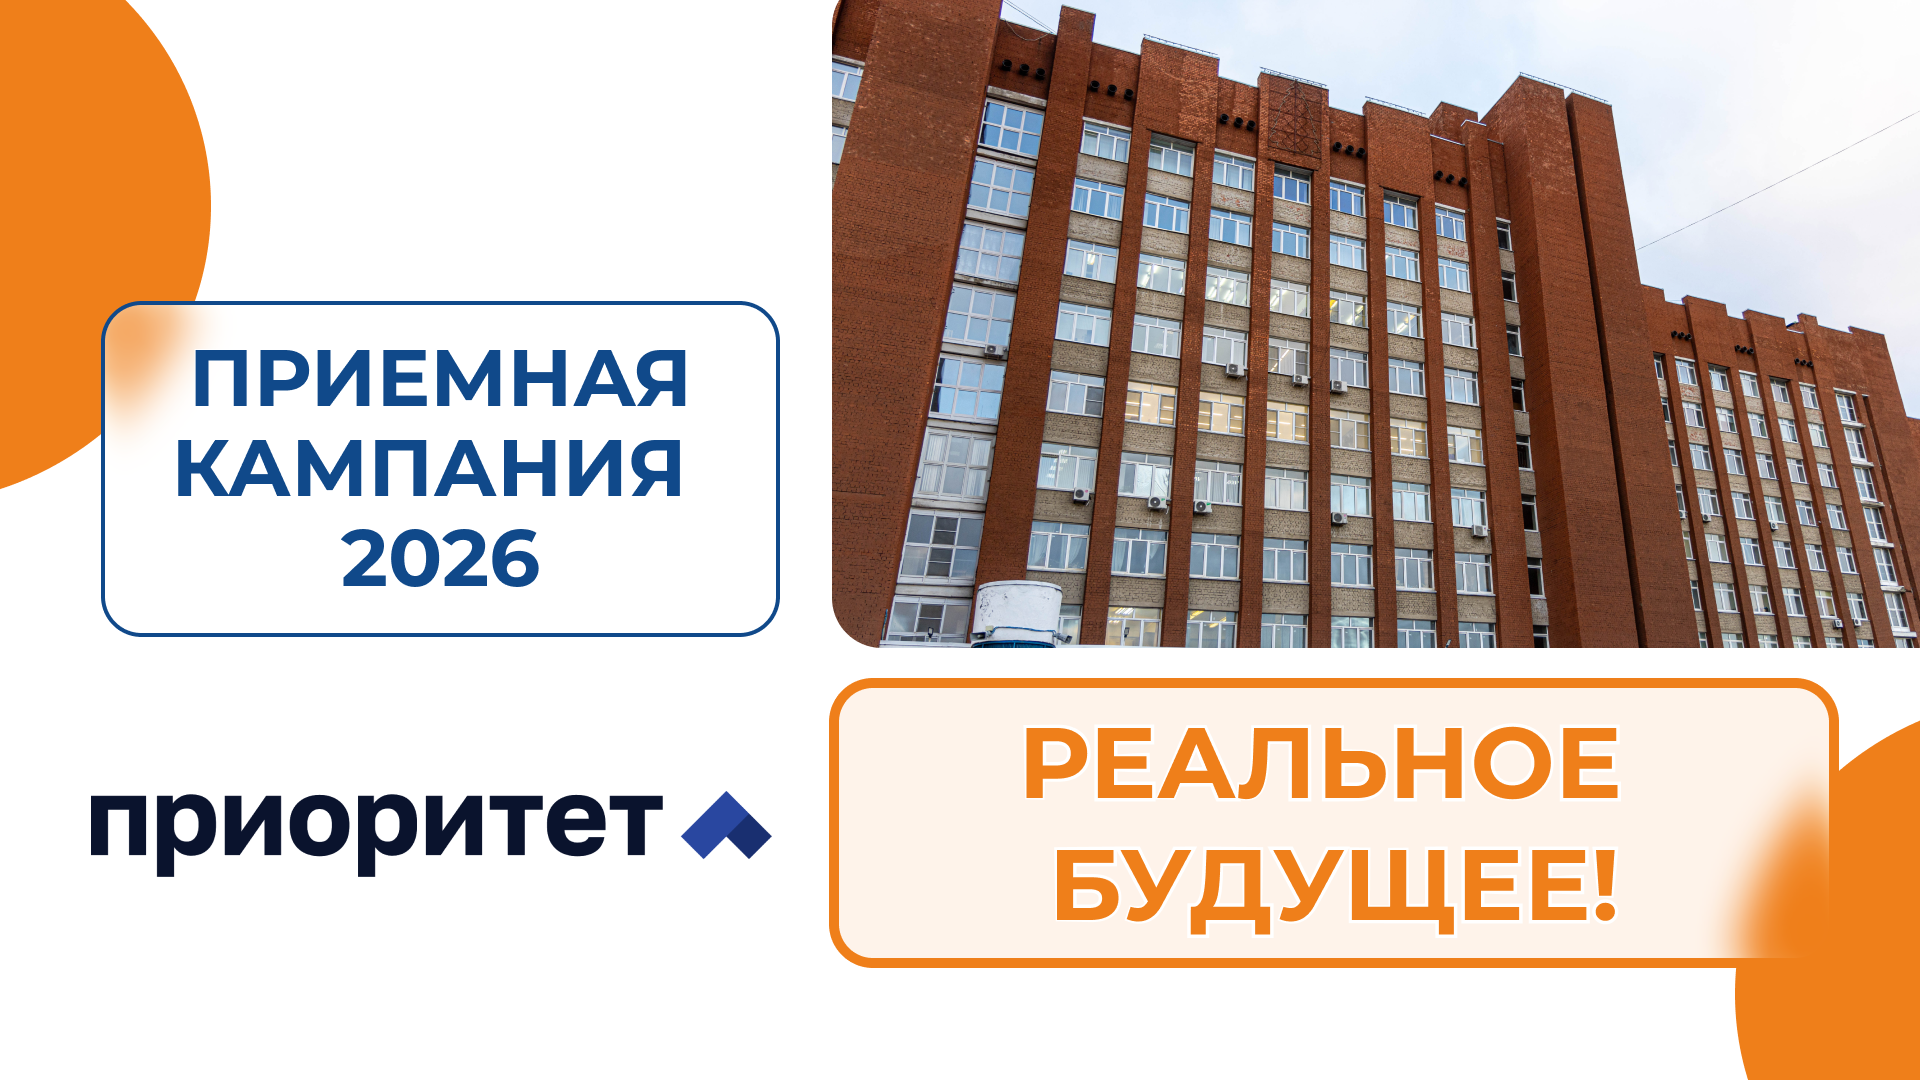 ПРИЕМНАЯ
КАМПАНИЯ
2026
приоритет
РЕАЛЬНОЕ
БУДУЩЕЕ!